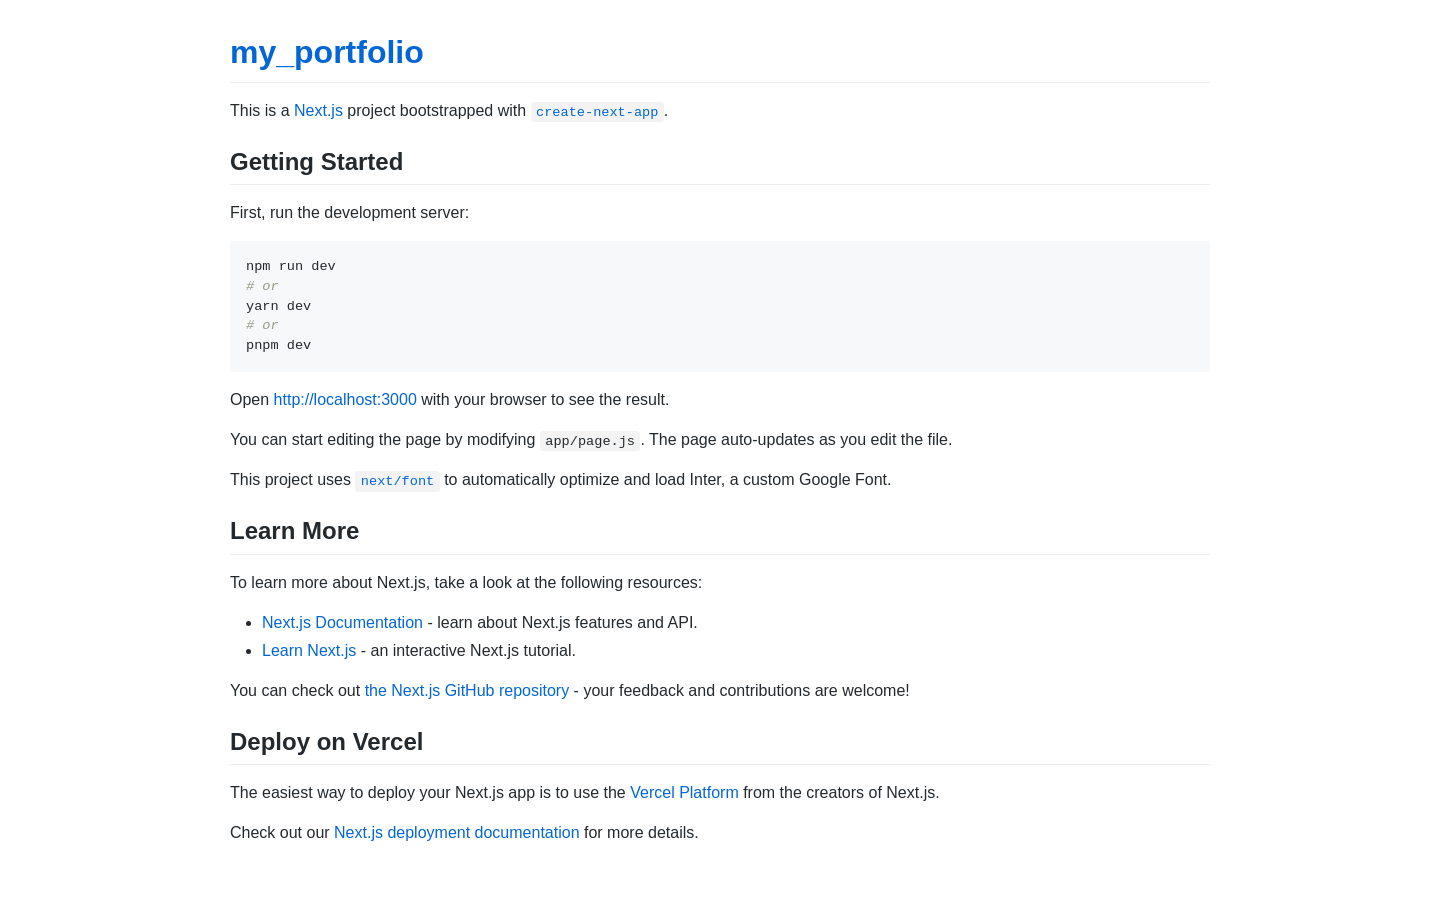 my_portfolio
This is a Next.js project bootstrapped with create-next-app.
Getting Started
First, run the development server:
npm run dev
# or
yarn dev
# or
pnpm dev
Open http://localhost:3000 with your browser to see the result.
You can start editing the page by modifying app/page.js. The page auto-updates as you edit the file.
This project uses next/font to automatically optimize and load Inter, a custom Google Font.
Learn More
To learn more about Next.js, take a look at the following resources:
• Next.js Documentation - learn about Next.js features and API.
• Learn Next.js - an interactive Next.js tutorial.
You can check out the Next.js GitHub repository - your feedback and contributions are welcome!
Deploy on Vercel
The easiest way to deploy your Next.js app is to use the Vercel Platform from the creators of Next.js.
Check out our Next.js deployment documentation for more details.